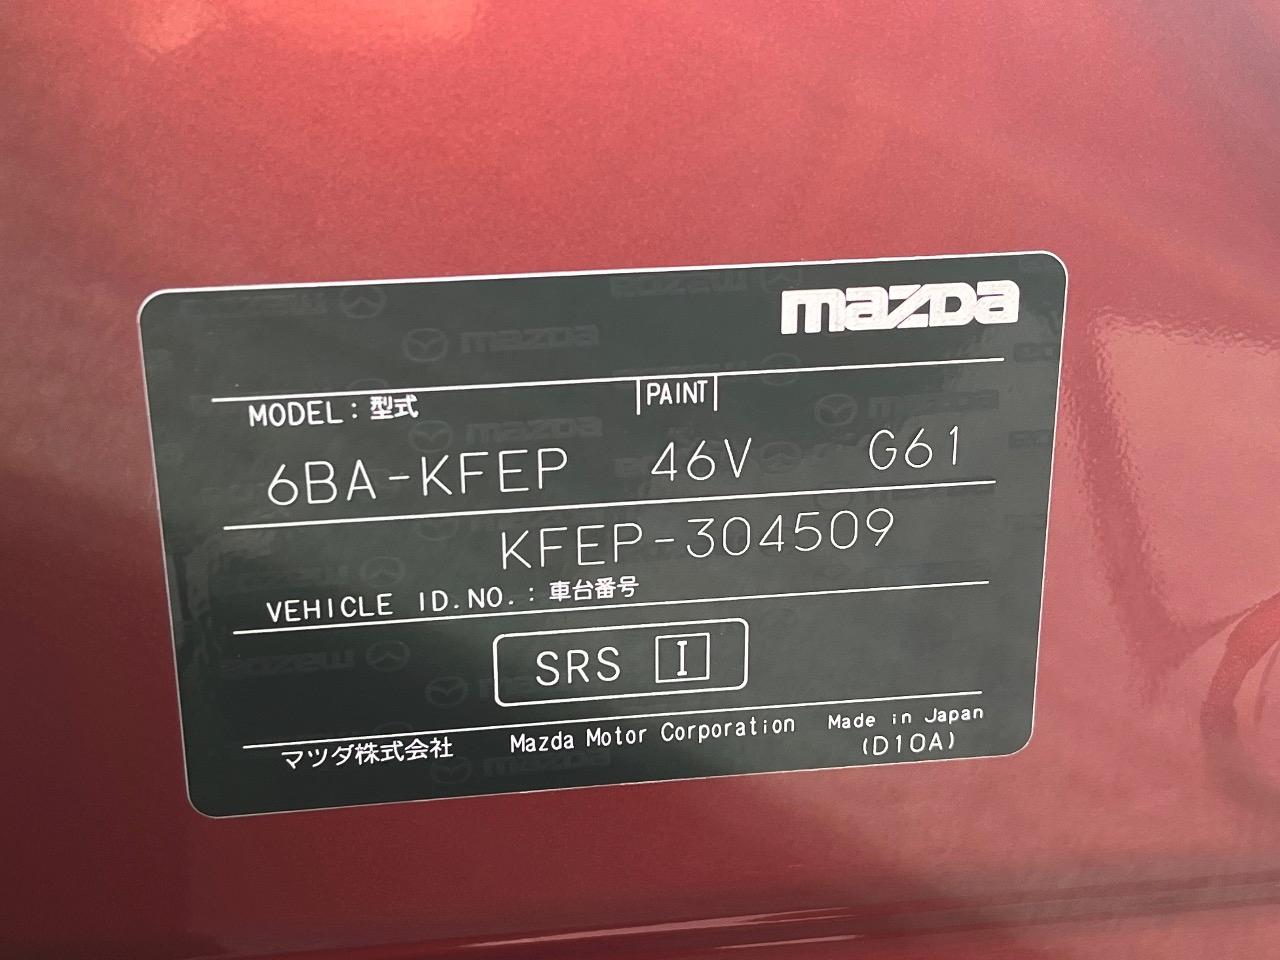 mazda
MODEL：型式 PAINT
6BA-KFEP 46V G61
KFEP-304509
VEHICLE ID.NO.：車台番号
SRS I
マツダ株式会社 Mazda Motor Corporation Made in Japan
(D10A)